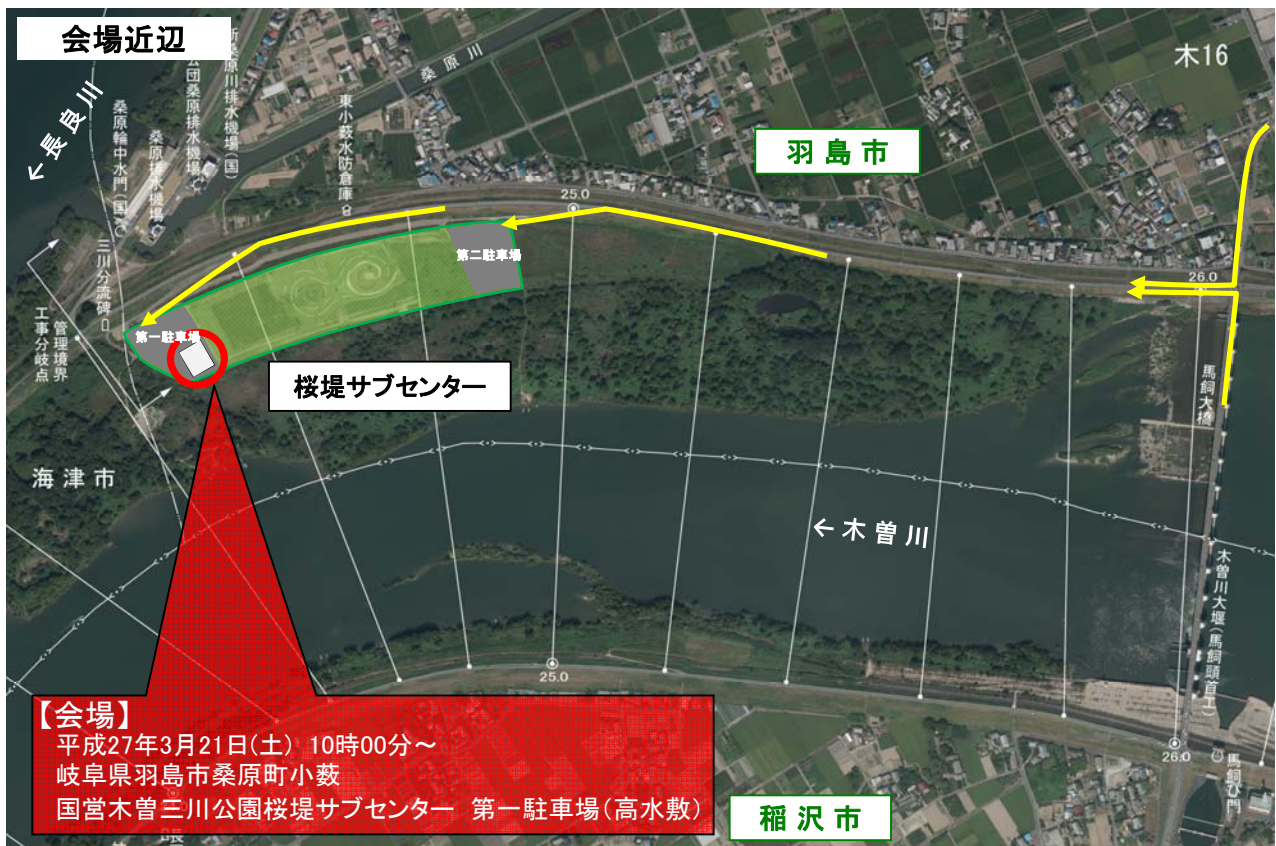 会場近辺
木16
←長良川
桑原輪中水門(国)
桑原排水機場
公団桑原排水機場
新桑原川排水機場(国)
桑原川
東小薮水防倉庫
羽島市
25.0
26.0
第二駐車場
第一駐車場
三川分流碑
管理境界
工事分岐点
桜堤サブセンター
馬飼大橋
海津市
←木曽川
木曽川大堰(馬飼頭首工)
25.0
26.0
馬飼ひ門
【会場】
平成27年3月21日(土) 10時00分～
岐阜県羽島市桑原町小薮
国営木曽三川公園桜堤サブセンター 第一駐車場(高水敷)
稲沢市